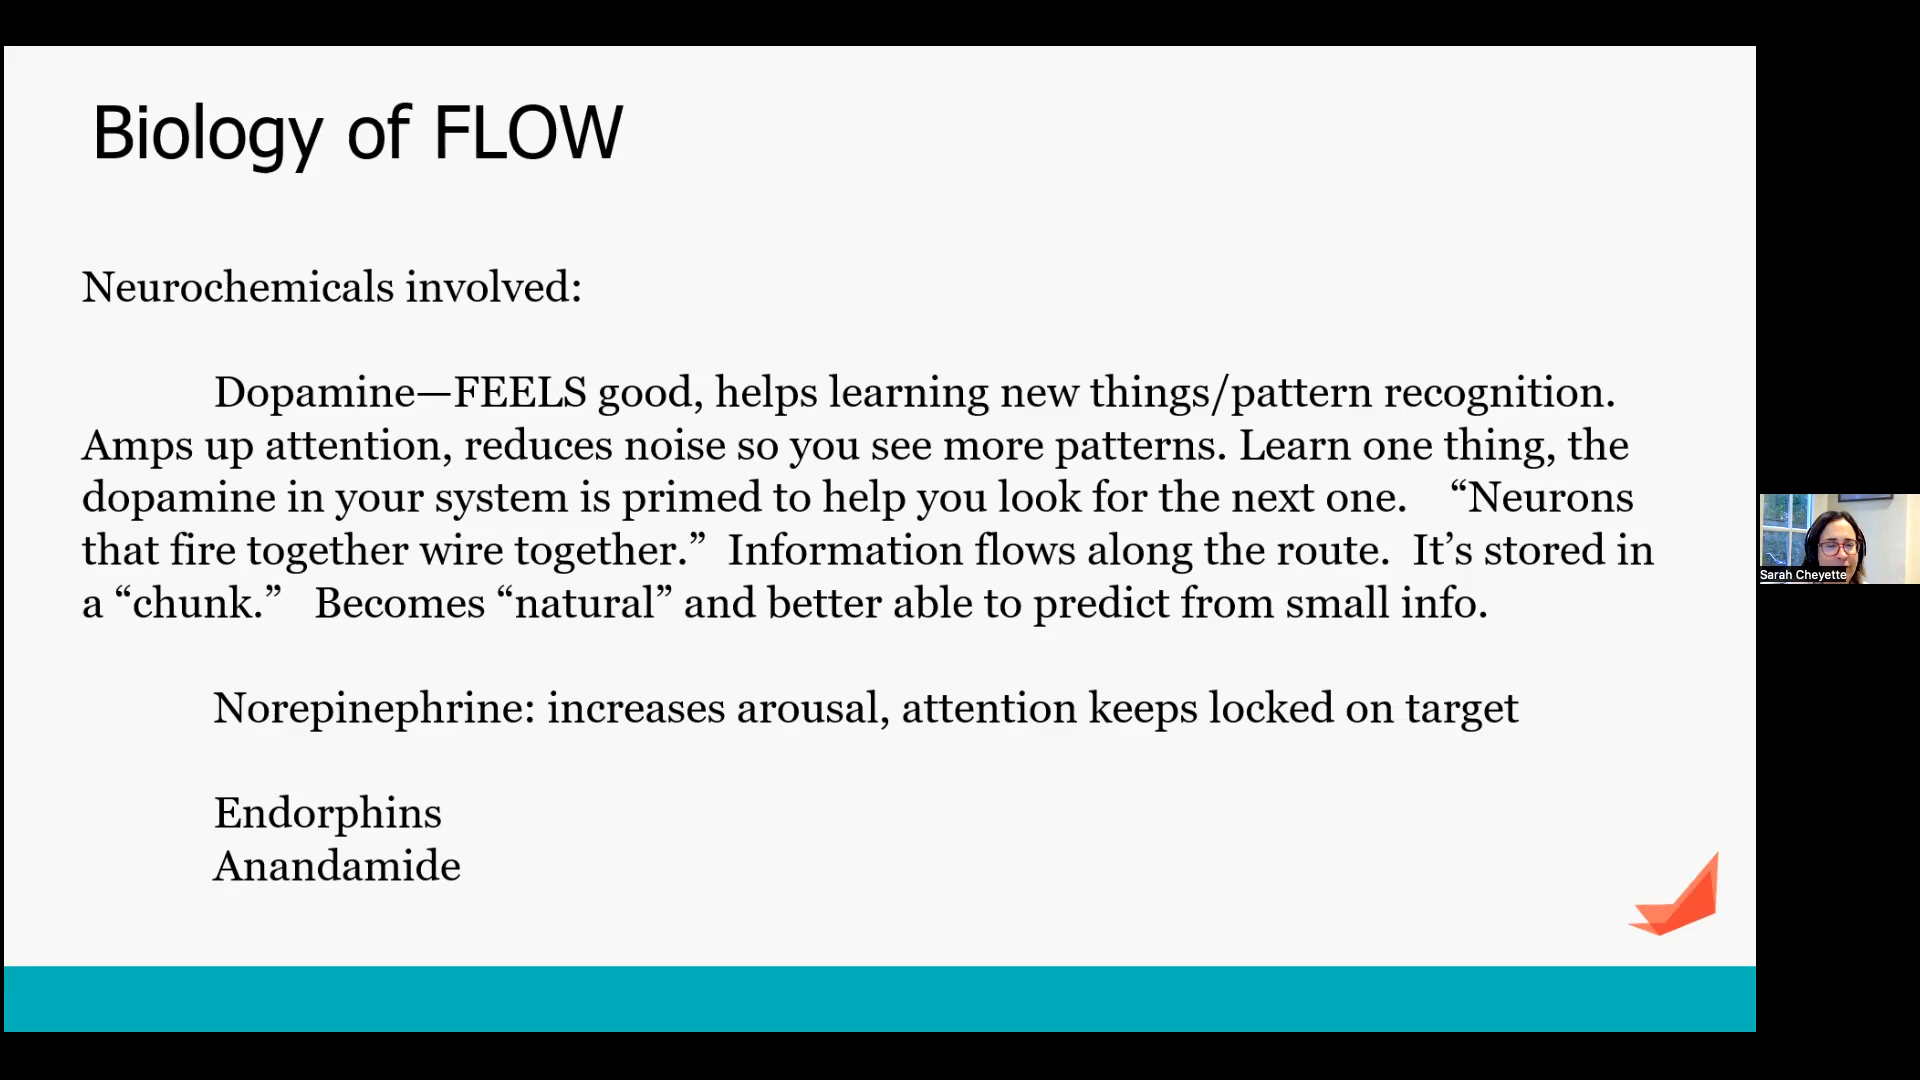 Biology of FLOW
Neurochemicals involved:
Dopamine—FEELS good, helps learning new things/pattern recognition.
Amps up attention, reduces noise so you see more patterns. Learn one thing, the
dopamine in your system is primed to help you look for the next one. “Neurons
that fire together wire together.” Information flows along the route. It’s stored in
a “chunk.” Becomes “natural” and better able to predict from small info.
Norepinephrine: increases arousal, attention keeps locked on target
Endorphins
Anandamide
Sarah Cheyette